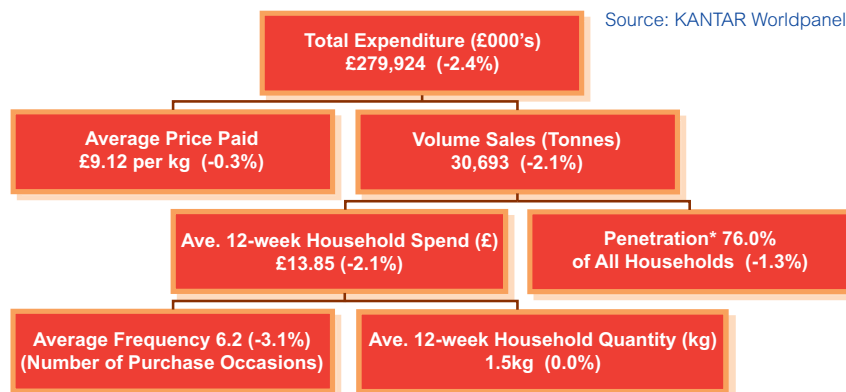 Source: KANTAR Worldpanel
Total Expenditure (£000’s)
£279,924 (-2.4%)
Average Price Paid
£9.12 per kg (-0.3%)
Volume Sales (Tonnes)
30,693 (-2.1%)
Ave. 12-week Household Spend (£)
£13.85 (-2.1%)
Penetration* 76.0%
of All Households (-1.3%)
Average Frequency 6.2 (-3.1%)
(Number of Purchase Occasions)
Ave. 12-week Household Quantity (kg)
1.5kg (0.0%)